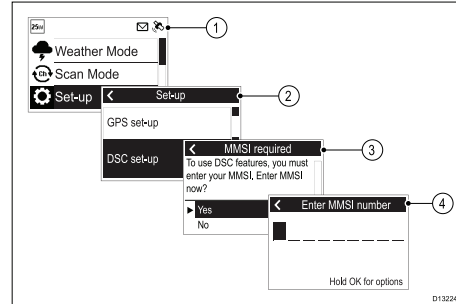 25W
1
Weather Mode
Ch Scan Mode
Set-up
Set-up
2
GPS set-up
DSC set-up
MMSI required
3
To use DSC features, you must
enter your MMSI, Enter MMSI
now?
Yes
No
Enter MMSI number
4
Hold OK for options
D13224